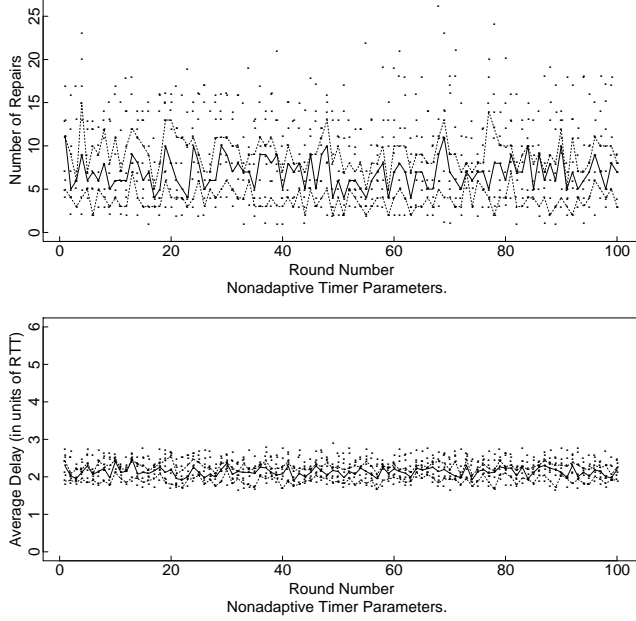 Number of Repairs
25
20
15
10
5
0
0 20 40 60 80 100
Round Number
Nonadaptive Timer Parameters.
Average Delay (in units of RTT)
6
5
4
3
2
1
0
0 20 40 60 80 100
Round Number
Nonadaptive Timer Parameters.